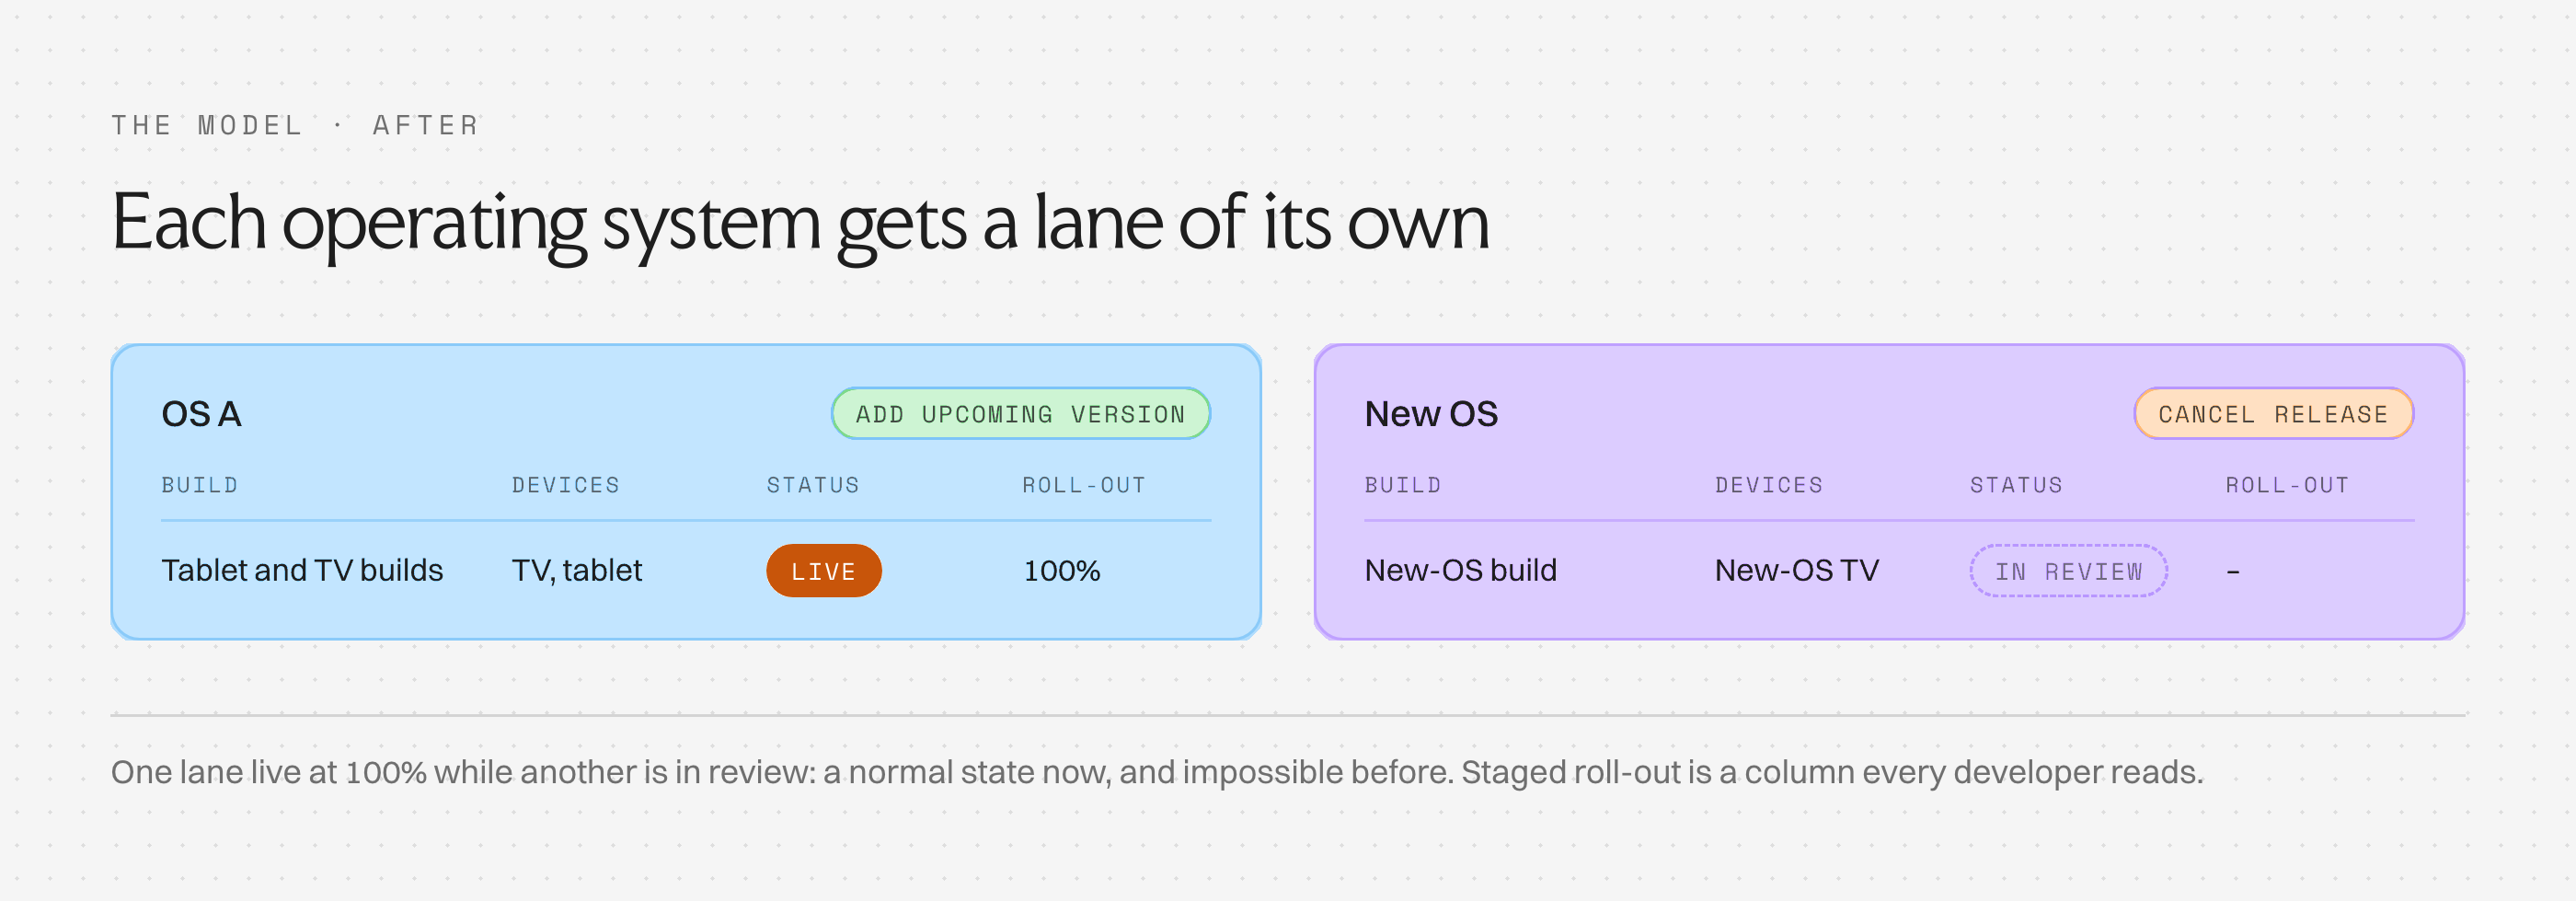 THE MODEL · AFTER
Each operating system gets a lane of its own
OS A
ADD UPCOMING VERSION
BUILD DEVICES STATUS ROLL-OUT
Tablet and TV builds TV, tablet LIVE 100%
New OS
CANCEL RELEASE
BUILD DEVICES STATUS ROLL-OUT
New-OS build New-OS TV IN REVIEW –
One lane live at 100% while another is in review: a normal state now, and impossible before. Staged roll-out is a column every developer reads.